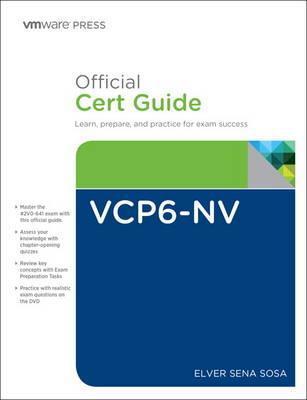 vmware PRESS
Official
Cert Guide
Learn, prepare, and practice for exam success
Master the
#2V0-641 exam with
this official guide.
Assess your
knowledge with
chapter-opening
quizzes
Review key
concepts with Exam
Preparation Tasks
Practice with realistic
exam questions on
the DVD
VCP6-NV
ELVER SENA SOSA